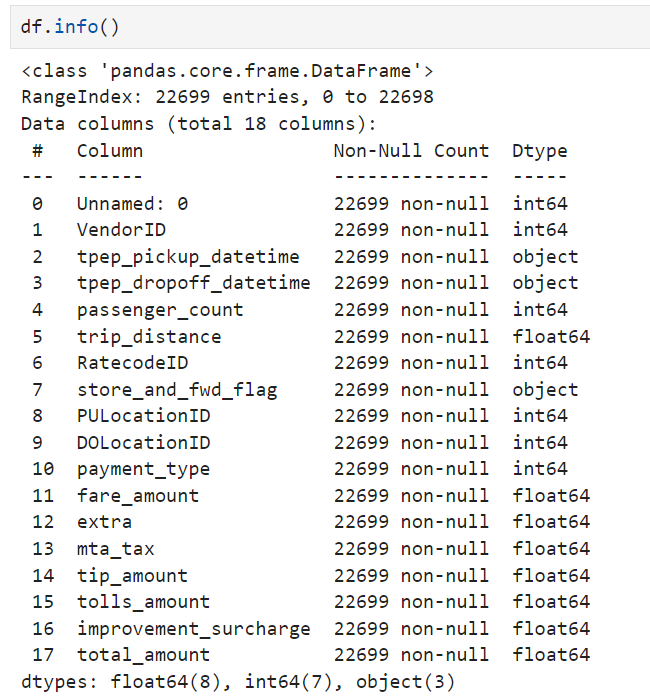 df.info()
<class 'pandas.core.frame.DataFrame'>
RangeIndex: 22699 entries, 0 to 22698
Data columns (total 18 columns):
 #   Column                 Non-Null Count  Dtype
---  ------                 --------------  -----
 0   Unnamed: 0             22699 non-null  int64
 1   VendorID               22699 non-null  int64
 2   tpep_pickup_datetime   22699 non-null  object
 3   tpep_dropoff_datetime  22699 non-null  object
 4   passenger_count        22699 non-null  int64
 5   trip_distance          22699 non-null  float64
 6   RatecodeID             22699 non-null  int64
 7   store_and_fwd_flag     22699 non-null  object
 8   PULocationID           22699 non-null  int64
 9   DOLocationID           22699 non-null  int64
 10  payment_type           22699 non-null  int64
 11  fare_amount            22699 non-null  float64
 12  extra                  22699 non-null  float64
 13  mta_tax                22699 non-null  float64
 14  tip_amount             22699 non-null  float64
 15  tolls_amount           22699 non-null  float64
 16  improvement_surcharge  22699 non-null  float64
 17  total_amount           22699 non-null  float64
dtypes: float64(8), int64(7), object(3)